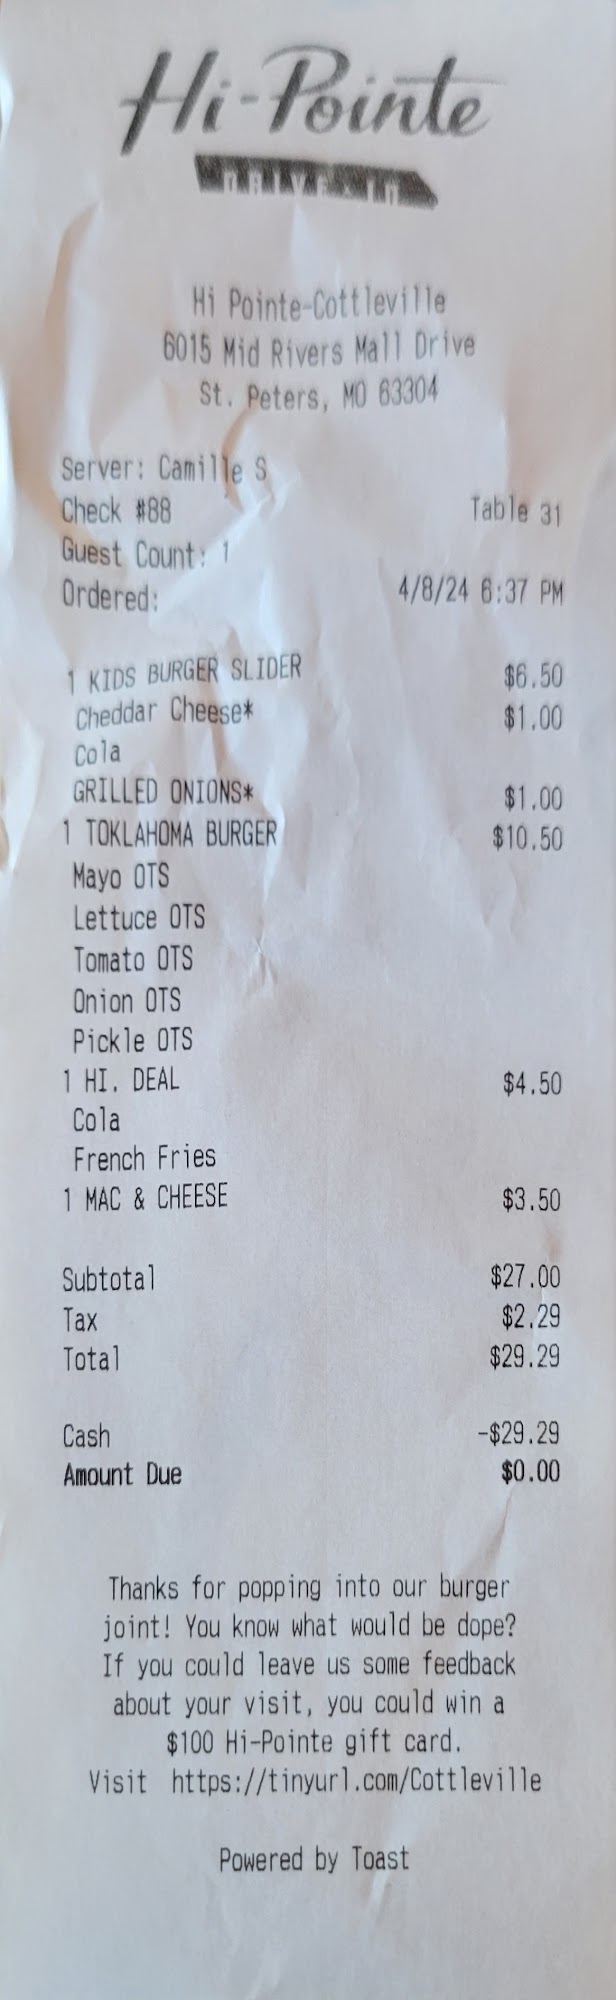 Hi-Pointe
DRIVE-IN
Hi Pointe-Cottleville
6015 Mid Rivers Mall Drive
St. Peters, MO 63304
Server: Camille S
Check #88 Table 31
Guest Count: 1
Ordered: 4/8/24 6:37 PM
1 KIDS BURGER SLIDER $6.50
Cheddar Cheese* $1.00
Cola
GRILLED ONIONS* $1.00
1 TOKLAHOMA BURGER $10.50
Mayo OTS
Lettuce OTS
Tomato OTS
Onion OTS
Pickle OTS
1 HI. DEAL $4.50
Cola
French Fries
1 MAC & CHEESE $3.50
Subtotal $27.00
Tax $2.29
Total $29.29
Cash -$29.29
Amount Due $0.00
Thanks for popping into our burger
joint! You know what would be dope?
If you could leave us some feedback
about your visit, you could win a
$100 Hi-Pointe gift card.
Visit https://tinyurl.com/Cottleville
Powered by Toast